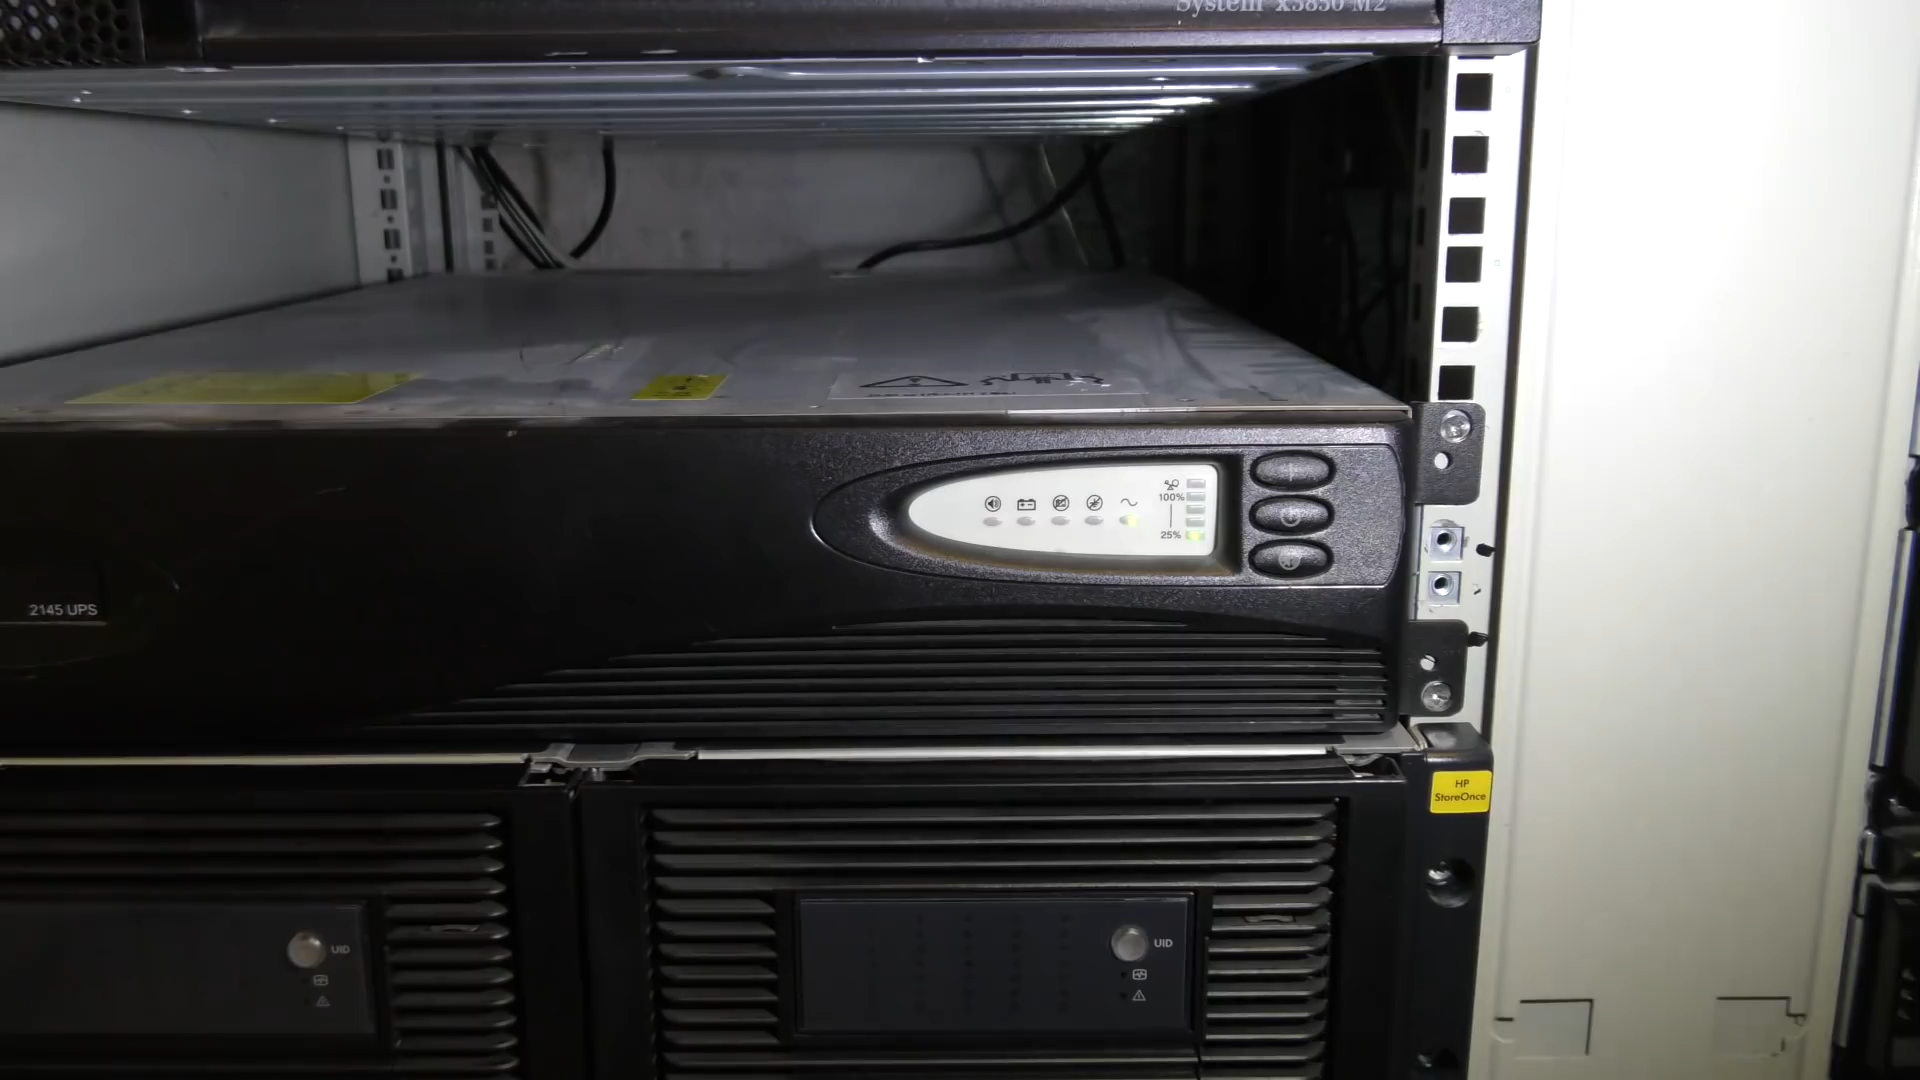 System x3850 M2
100%
25%
2145 UPS
HP
StoreOnce
UID
UID